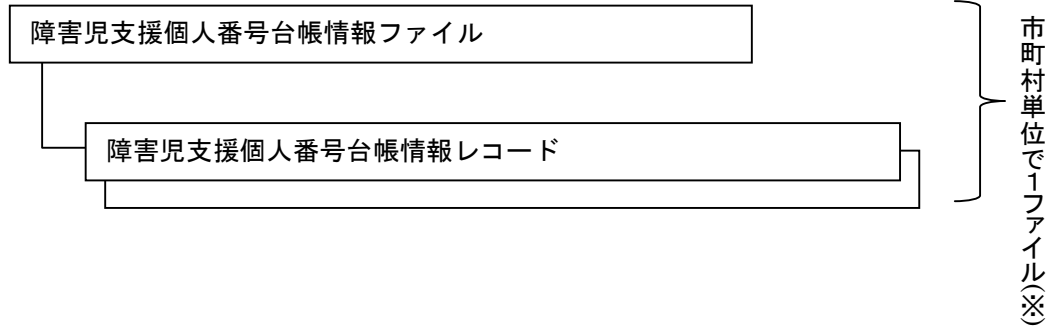 障害児支援個人番号台帳情報ファイル
障害児支援個人番号台帳情報レコード
市町村単位で1ファイル(※)